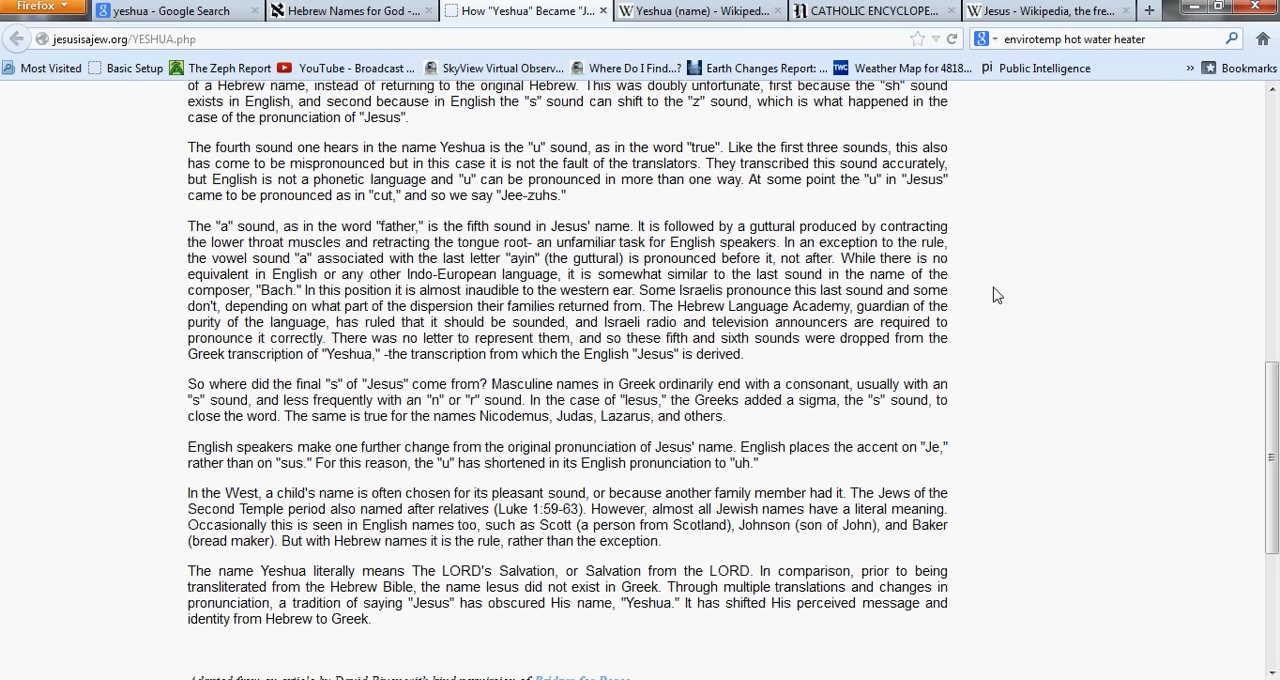 Firefox
yeshua - Google Search
Hebrew Names for God -...
How "Yeshua" Became "J...
Yeshua (name) - Wikiped...
CATHOLIC ENCYCLOPE...
Jesus - Wikipedia, the fre...
jesusisajew.org/YESHUA.php
envirotemp hot water heater
Most Visited
Basic Setup
The Zeph Report
YouTube - Broadcast ...
SkyView Virtual Observ...
Where Do I Find...?
Earth Changes Report: ...
TWC
Weather Map for 4818...
pi Public Intelligence
»
Bookmarks
of a Hebrew name, instead of returning to the original Hebrew. This was doubly unfortunate, first because the "sh" sound
exists in English, and second because in English the "s" sound can shift to the "z" sound, which is what happened in the
case of the pronunciation of "Jesus".
The fourth sound one hears in the name Yeshua is the "u" sound, as in the word "true". Like the first three sounds, this also
has come to be mispronounced but in this case it is not the fault of the translators. They transcribed this sound accurately,
but English is not a phonetic language and "u" can be pronounced in more than one way. At some point the "u" in "Jesus"
came to be pronounced as in "cut," and so we say "Jee-zuhs."
The "a" sound, as in the word "father," is the fifth sound in Jesus' name. It is followed by a guttural produced by contracting
the lower throat muscles and retracting the tongue root- an unfamiliar task for English speakers. In an exception to the rule,
the vowel sound "a" associated with the last letter "ayin" (the guttural) is pronounced before it, not after. While there is no
equivalent in English or any other Indo-European language, it is somewhat similar to the last sound in the name of the
composer, "Bach." In this position it is almost inaudible to the western ear. Some Israelis pronounce this last sound and some
don't, depending on what part of the dispersion their families returned from. The Hebrew Language Academy, guardian of the
purity of the language, has ruled that it should be sounded, and Israeli radio and television announcers are required to
pronounce it correctly. There was no letter to represent them, and so these fifth and sixth sounds were dropped from the
Greek transcription of "Yeshua," -the transcription from which the English "Jesus" is derived.
So where did the final "s" of "Jesus" come from? Masculine names in Greek ordinarily end with a consonant, usually with an
"s" sound, and less frequently with an "n" or "r" sound. In the case of "Iesus," the Greeks added a sigma, the "s" sound, to
close the word. The same is true for the names Nicodemus, Judas, Lazarus, and others.
English speakers make one further change from the original pronunciation of Jesus' name. English places the accent on "Je,"
rather than on "sus." For this reason, the "u" has shortened in its English pronunciation to "uh."
In the West, a child's name is often chosen for its pleasant sound, or because another family member had it. The Jews of the
Second Temple period also named after relatives (Luke 1:59-63). However, almost all Jewish names have a literal meaning.
Occasionally this is seen in English names too, such as Scott (a person from Scotland), Johnson (son of John), and Baker
(bread maker). But with Hebrew names it is the rule, rather than the exception.
The name Yeshua literally means The LORD's Salvation, or Salvation from the LORD. In comparison, prior to being
transliterated from the Hebrew Bible, the name Iesus did not exist in Greek. Through multiple translations and changes in
pronunciation, a tradition of saying "Jesus" has obscured His name, "Yeshua." It has shifted His perceived message and
identity from Hebrew to Greek.
Adapted from an article by David Bivin with kind permission of Bridges for Peace